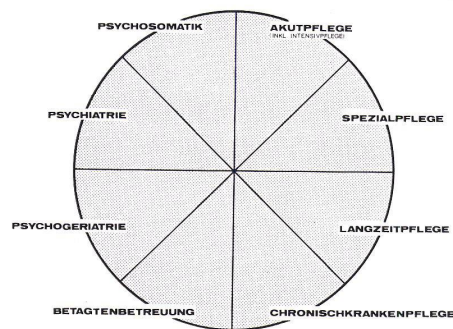 PSYCHOSOMATIK
AKUTPFLEGE
(INKL. INTENSIVPFLEGE)
PSYCHIATRIE
SPEZIALPFLEGE
PSYCHOGERIATRIE
LANGZEITPFLEGE
BETAGTENBETREUUNG
CHRONISCHKRANKENPFLEGE